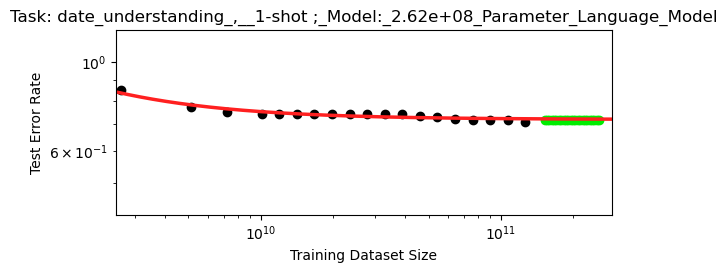 Task: date_understanding_,__1-shot ;_Model:_2.62e+08_Parameter_Language_Model
Test Error Rate
10⁰
6 × 10⁻¹
10¹⁰
10¹¹
Training Dataset Size